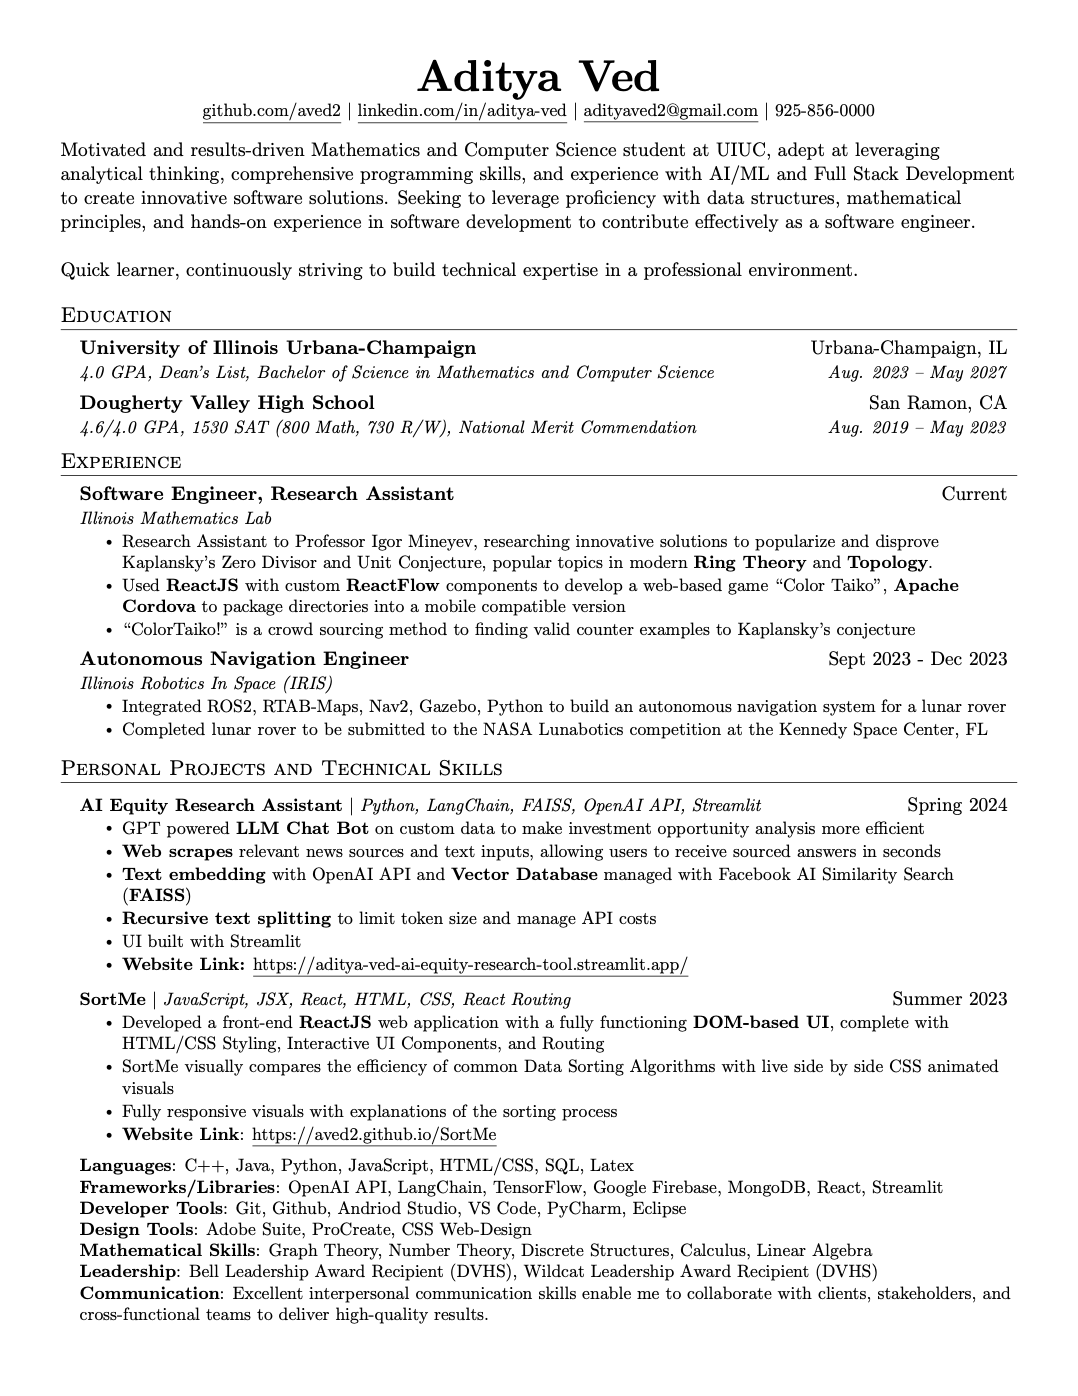 Aditya Ved
github.com/aved2 | linkedin.com/in/aditya-ved | adityaved2@gmail.com | 925-856-0000
Motivated and results-driven Mathematics and Computer Science student at UIUC, adept at leveraging
analytical thinking, comprehensive programming skills, and experience with AI/ML and Full Stack Development
to create innovative software solutions. Seeking to leverage proficiency with data structures, mathematical
principles, and hands-on experience in software development to contribute effectively as a software engineer.
Quick learner, continuously striving to build technical expertise in a professional environment.
Education
University of Illinois Urbana-Champaign Urbana-Champaign, IL
4.0 GPA, Dean's List, Bachelor of Science in Mathematics and Computer Science Aug. 2023 – May 2027
Dougherty Valley High School San Ramon, CA
4.6/4.0 GPA, 1530 SAT (800 Math, 730 R/W), National Merit Commendation Aug. 2019 – May 2023
Experience
Software Engineer, Research Assistant Current
Illinois Mathematics Lab
• Research Assistant to Professor Igor Mineyev, researching innovative solutions to popularize and disprove
Kaplansky's Zero Divisor and Unit Conjecture, popular topics in modern Ring Theory and Topology.
• Used ReactJS with custom ReactFlow components to develop a web-based game “Color Taiko”, Apache
Cordova to package directories into a mobile compatible version
• “ColorTaiko!” is a crowd sourcing method to finding valid counter examples to Kaplansky's conjecture
Autonomous Navigation Engineer Sept 2023 - Dec 2023
Illinois Robotics In Space (IRIS)
• Integrated ROS2, RTAB-Maps, Nav2, Gazebo, Python to build an autonomous navigation system for a lunar rover
• Completed lunar rover to be submitted to the NASA Lunabotics competition at the Kennedy Space Center, FL
Personal Projects and Technical Skills
AI Equity Research Assistant | Python, LangChain, FAISS, OpenAI API, Streamlit Spring 2024
• GPT powered LLM Chat Bot on custom data to make investment opportunity analysis more efficient
• Web scrapes relevant news sources and text inputs, allowing users to receive sourced answers in seconds
• Text embedding with OpenAI API and Vector Database managed with Facebook AI Similarity Search
(FAISS)
• Recursive text splitting to limit token size and manage API costs
• UI built with Streamlit
• Website Link: https://aditya-ved-ai-equity-research-tool.streamlit.app/
SortMe | JavaScript, JSX, React, HTML, CSS, React Routing Summer 2023
• Developed a front-end ReactJS web application with a fully functioning DOM-based UI, complete with
HTML/CSS Styling, Interactive UI Components, and Routing
• SortMe visually compares the efficiency of common Data Sorting Algorithms with live side by side CSS animated
visuals
• Fully responsive visuals with explanations of the sorting process
• Website Link: https://aved2.github.io/SortMe
Languages: C++, Java, Python, JavaScript, HTML/CSS, SQL, Latex
Frameworks/Libraries: OpenAI API, LangChain, TensorFlow, Google Firebase, MongoDB, React, Streamlit
Developer Tools: Git, Github, Andriod Studio, VS Code, PyCharm, Eclipse
Design Tools: Adobe Suite, ProCreate, CSS Web-Design
Mathematical Skills: Graph Theory, Number Theory, Discrete Structures, Calculus, Linear Algebra
Leadership: Bell Leadership Award Recipient (DVHS), Wildcat Leadership Award Recipient (DVHS)
Communication: Excellent interpersonal communication skills enable me to collaborate with clients, stakeholders, and
cross-functional teams to deliver high-quality results.